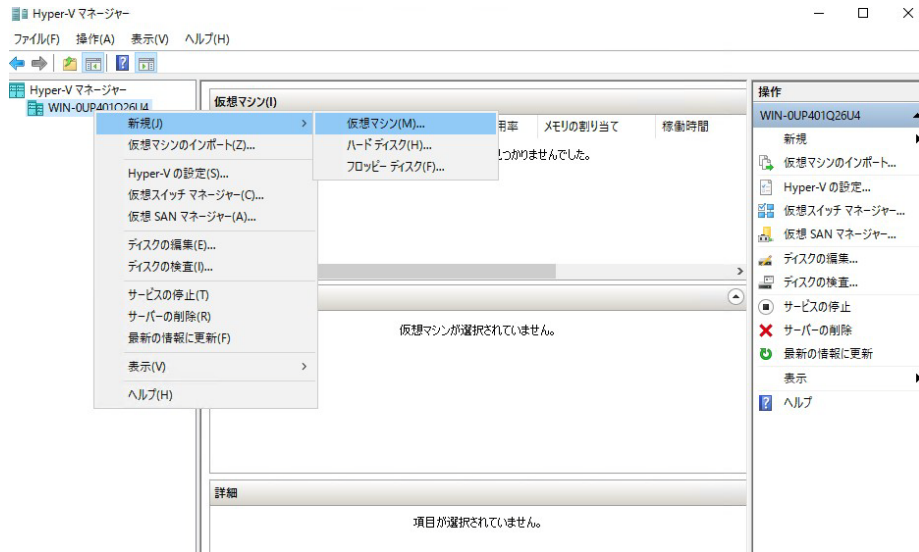 Hyper-V マネージャー
ファイル(F) 操作(A) 表示(V) ヘルプ(H)
Hyper-V マネージャー
WIN-0UP401Q26U4
新規(J)
仮想マシンのインポート(Z)...
Hyper-V の設定(S)...
仮想スイッチ マネージャー(C)...
仮想 SAN マネージャー(A)...
ディスクの編集(E)...
ディスクの検査(I)...
サービスの停止(T)
サーバーの削除(R)
最新の情報に更新(F)
表示(V)
ヘルプ(H)
仮想マシン(M)...
ハード ディスク(H)...
フロッピー ディスク(F)...
仮想マシン(I)
用率 メモリの割り当て 稼働時間
つかりませんでした。
仮想マシンが選択されていません。
詳細
項目が選択されていません。
操作
WIN-0UP401Q26U4
新規
仮想マシンのインポート...
Hyper-V の設定...
仮想スイッチ マネージャー...
仮想 SAN マネージャー...
ディスクの編集...
ディスクの検査...
サービスの停止
サーバーの削除
最新の情報に更新
表示
ヘルプ